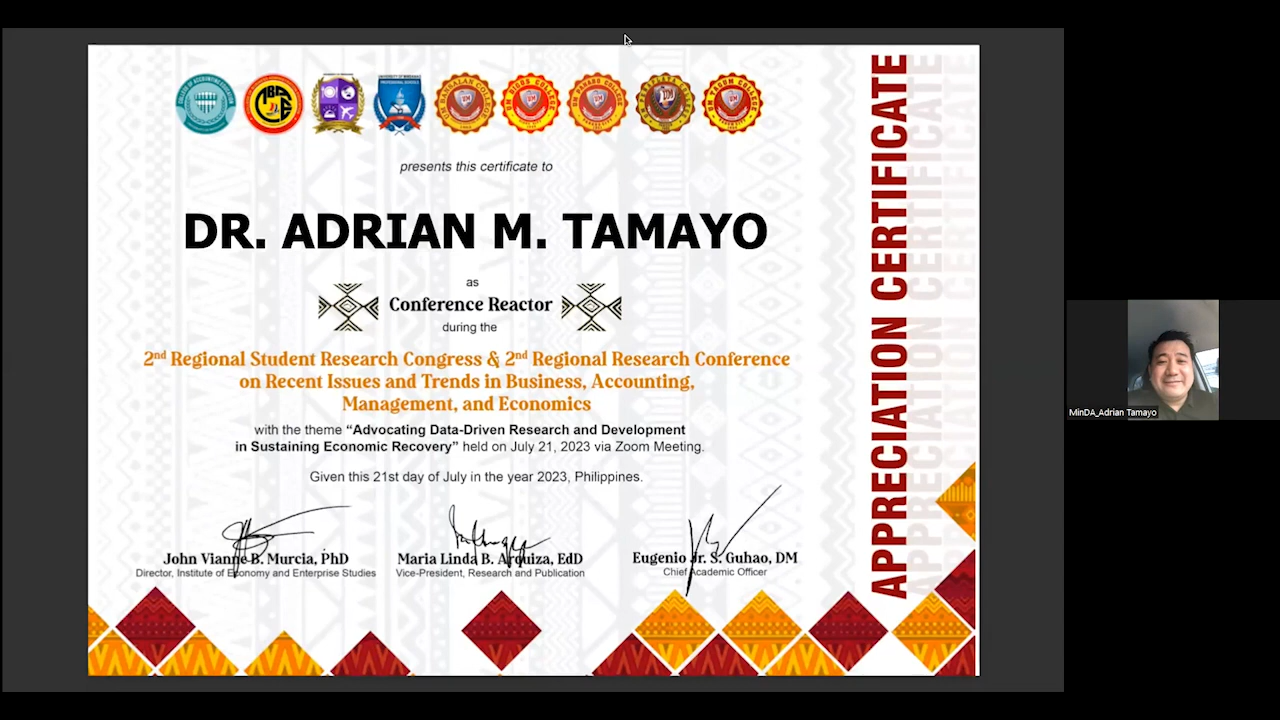 presents this certificate to
DR. ADRIAN M. TAMAYO
as
Conference Reactor
during the
2nd Regional Student Research Congress & 2nd Regional Research Conference
on Recent Issues and Trends in Business, Accounting,
Management, and Economics
with the theme “Advocating Data-Driven Research and Development
in Sustaining Economic Recovery” held on July 21, 2023 via Zoom Meeting.
Given this 21st day of July in the year 2023, Philippines.
John Vianne B. Murcia, PhD
Director, Institute of Economy and Enterprise Studies
Maria Linda B. Arquiza, EdD
Vice-President, Research and Publication
Eugenio Jr. S. Guhao, DM
Chief Academic Officer
APPRECIATION CERTIFICATE
MinDA_Adrian Tamayo